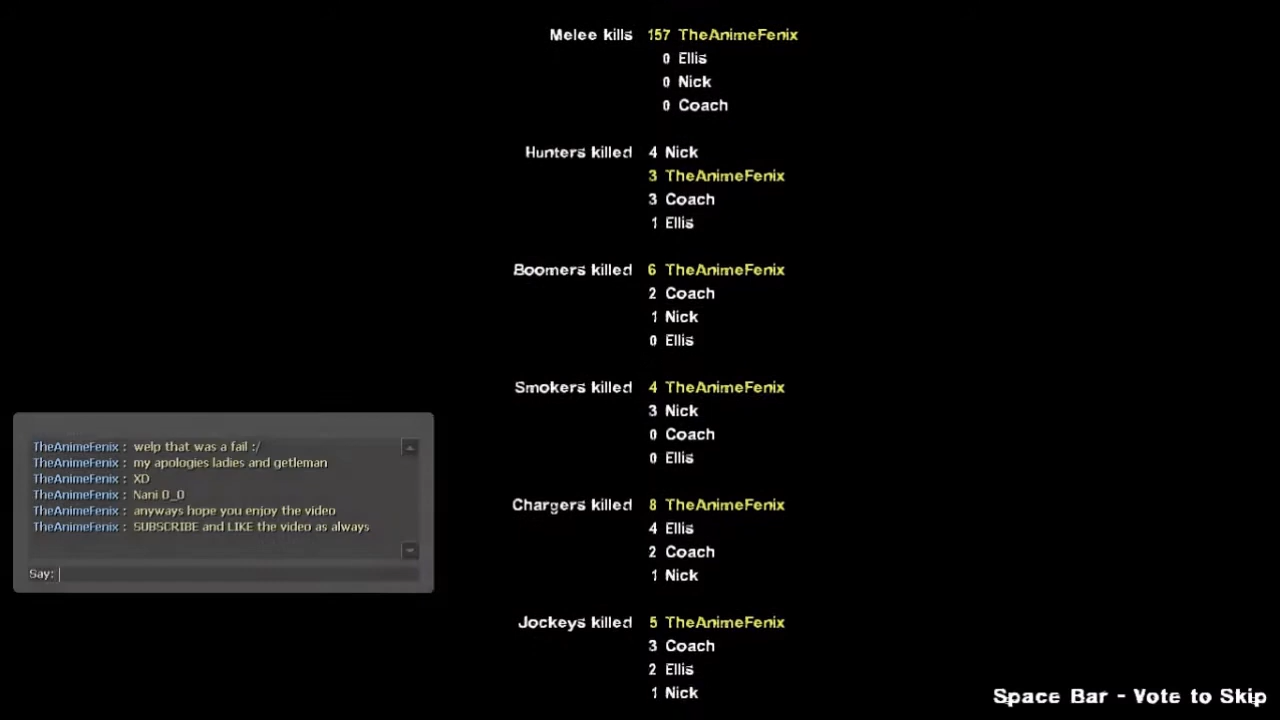 Melee kills 157 TheAnimeFenix
0 Ellis
0 Nick
0 Coach
Hunters killed 4 Nick
3 TheAnimeFenix
3 Coach
1 Ellis
Boomers killed 6 TheAnimeFenix
2 Coach
1 Nick
0 Ellis
Smokers killed 4 TheAnimeFenix
3 Nick
0 Coach
0 Ellis
Chargers killed 8 TheAnimeFenix
4 Ellis
2 Coach
1 Nick
Jockeys killed 5 TheAnimeFenix
3 Coach
2 Ellis
1 Nick
TheAnimeFenix : welp that was a fail :/
TheAnimeFenix : my apologies ladies and getleman
TheAnimeFenix : XD
TheAnimeFenix : Nani 0_0
TheAnimeFenix : anyways hope you enjoy the video
TheAnimeFenix : SUBSCRIBE and LIKE the video as always
Say:
Space Bar - Vote to Skip